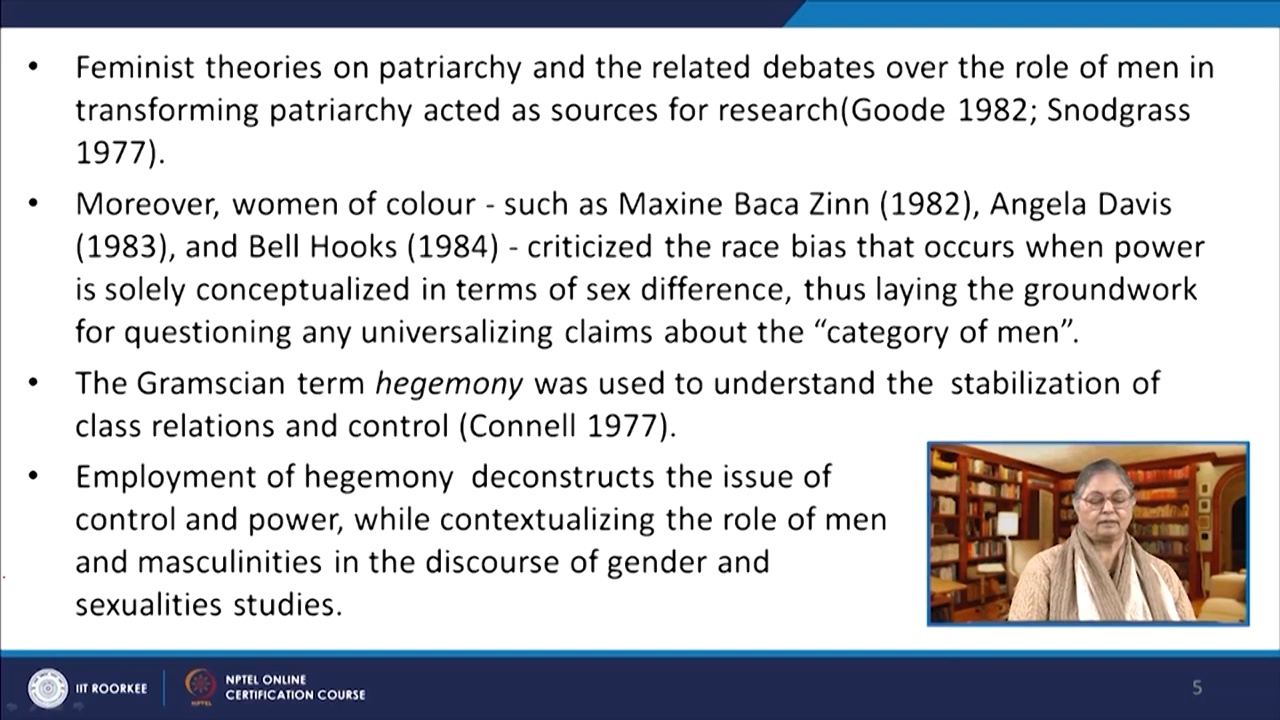 • Feminist theories on patriarchy and the related debates over the role of men in
transforming patriarchy acted as sources for research(Goode 1982; Snodgrass
1977).
• Moreover, women of colour - such as Maxine Baca Zinn (1982), Angela Davis
(1983), and Bell Hooks (1984) - criticized the race bias that occurs when power
is solely conceptualized in terms of sex difference, thus laying the groundwork
for questioning any universalizing claims about the “category of men”.
• The Gramscian term hegemony was used to understand the stabilization of
class relations and control (Connell 1977).
• Employment of hegemony deconstructs the issue of
control and power, while contextualizing the role of men
and masculinities in the discourse of gender and
sexualities studies.
IIT ROORKEE
NPTEL
NPTEL ONLINE
CERTIFICATION COURSE
5